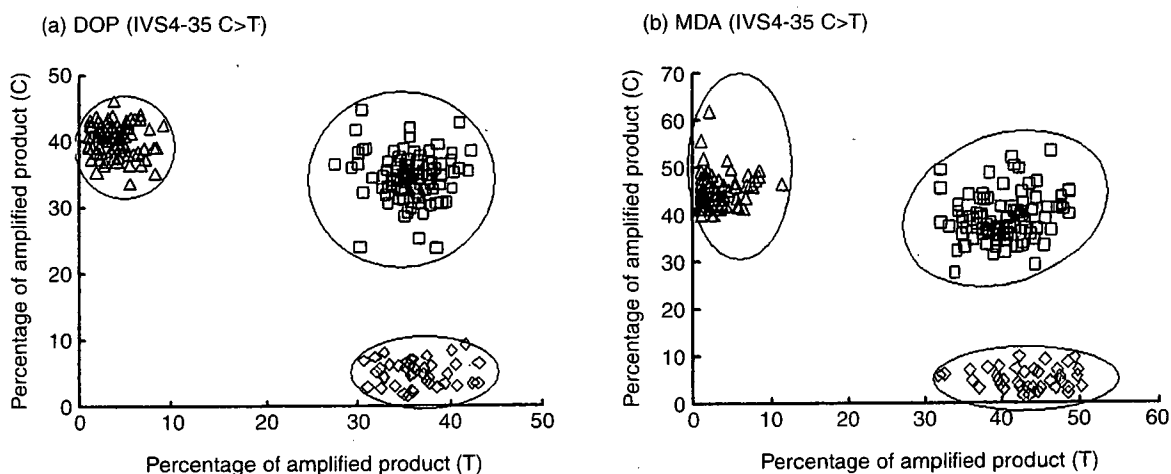 (a) DOP (IVS4-35 C>T)
Percentage of amplified product (C)
50
40
30
20
10
0
0 10 20 30 40 50
Percentage of amplified product (T)
(b) MDA (IVS4-35 C>T)
Percentage of amplified product (C)
70
60
50
40
30
20
10
0
0 10 20 30 40 50 60
Percentage of amplified product (T)